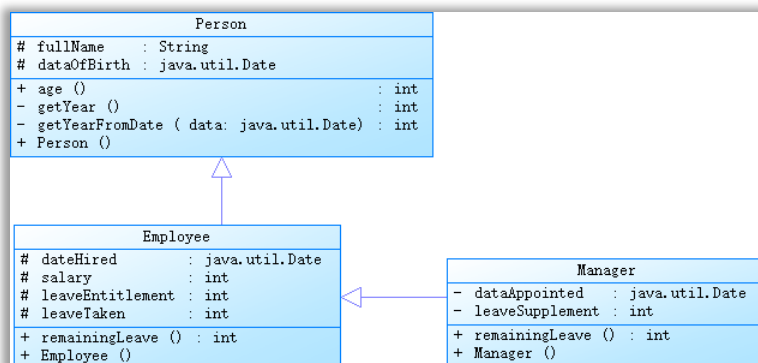 Person
# fullName : String
# dataOfBirth : java.util.Date
+ age () : int
- getYear () : int
- getYearFromDate ( data: java.util.Date) : int
+ Person ()
Employee
# dateHired : java.util.Date
# salary : int
# leaveEntitlement : int
# leaveTaken : int
+ remainingLeave () : int
+ Employee ()
Manager
- dataAppointed : java.util.Date
- leaveSupplement : int
+ remainingLeave () : int
+ Manager ()